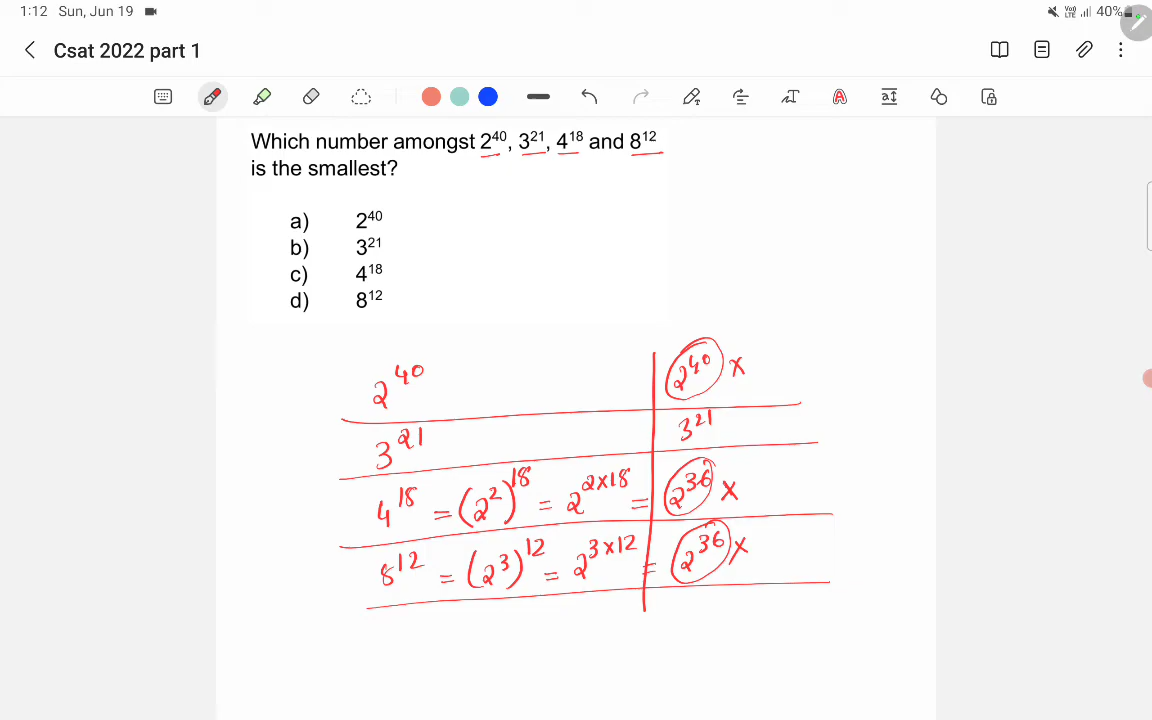 1:12 Sun, Jun 19 40%
Csat 2022 part 1
Which number amongst 2⁴⁰, 3²¹, 4¹⁸ and 8¹²
is the smallest?
a) 2⁴⁰
b) 3²¹
c) 4¹⁸
d) 8¹²
2⁴⁰ 2⁴⁰ x
3²¹ 3²¹
4¹⁸ = (2²)¹⁸ = 2²ˣ¹⁸ = 2³⁶ x
8¹² = (2³)¹² = 2³ˣ¹² = 2³⁶ x